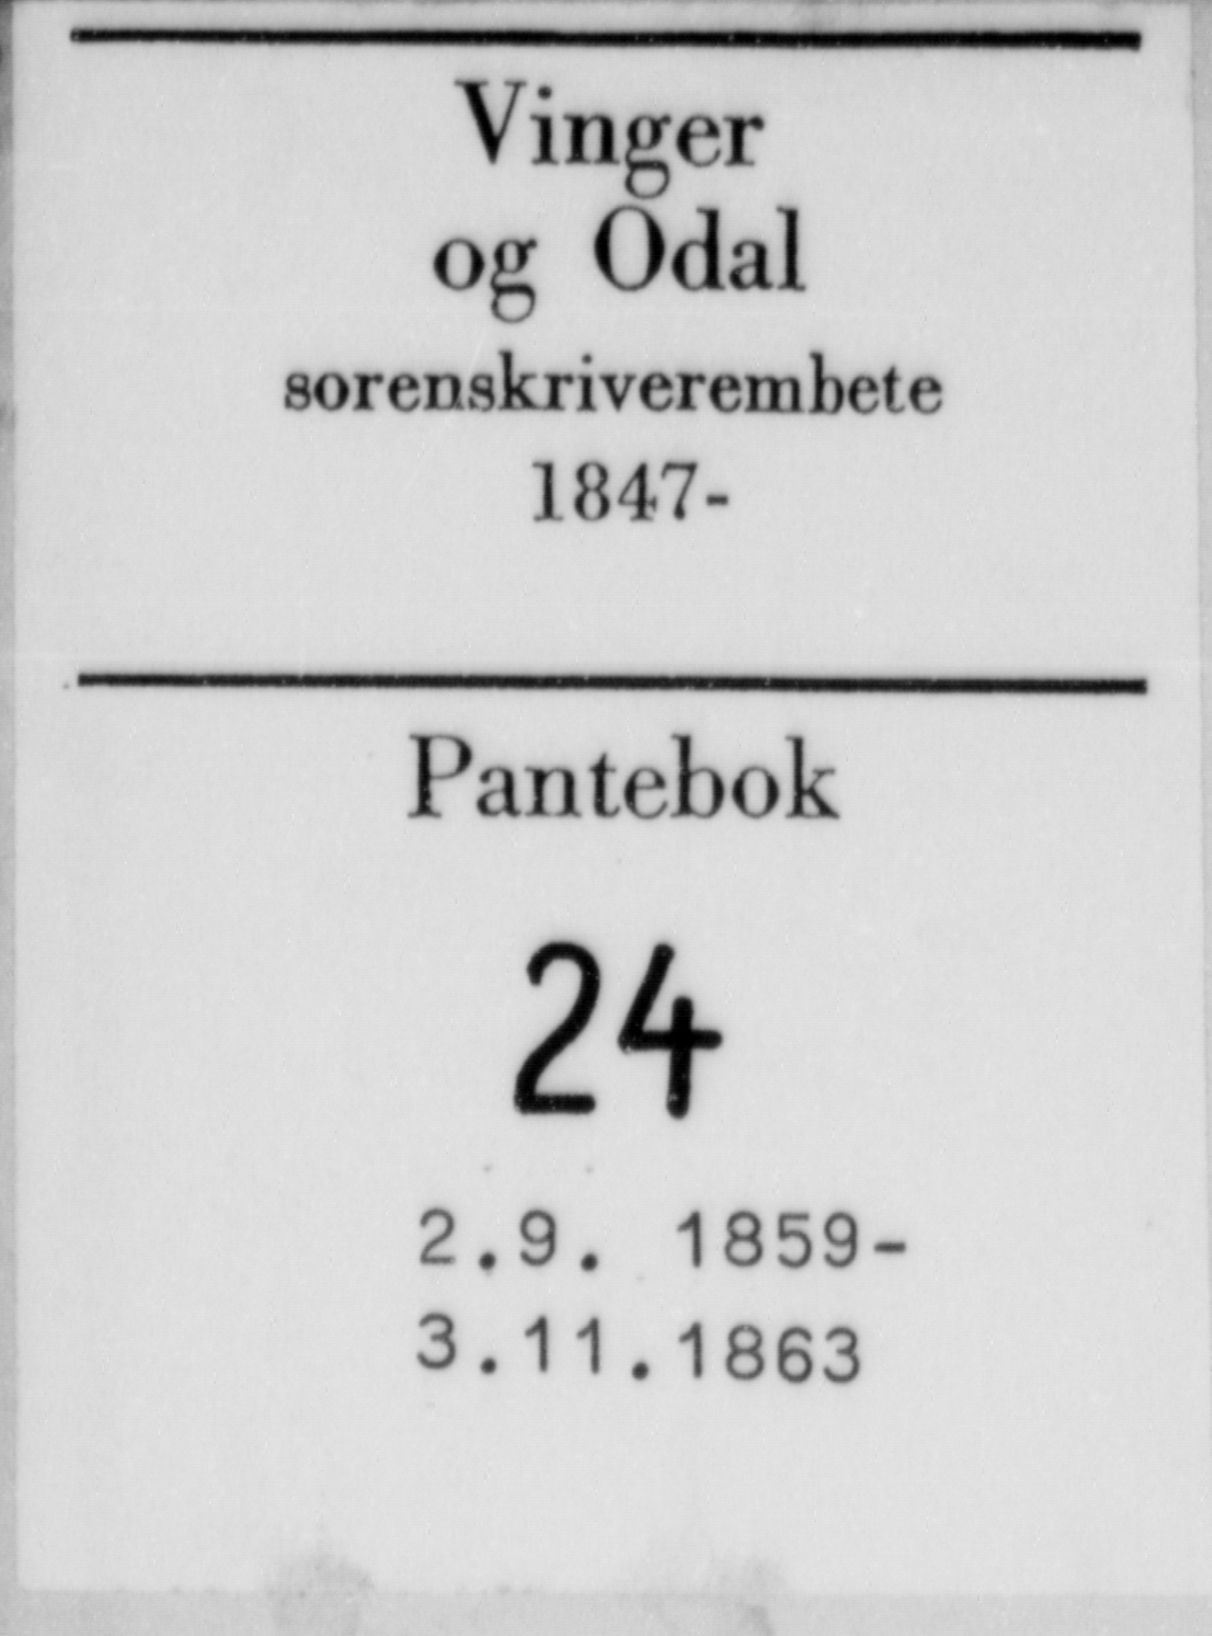 Vinger
og Odal
sorenskriverembete
1847-
Pantebok
24
2.9. 1859-
3.11.1863